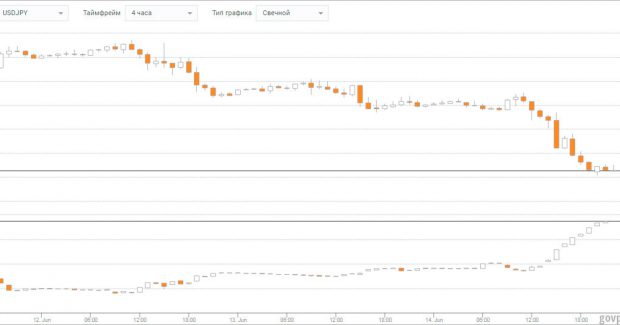 USDJPY Таймфрейм 4 часа Тип графика Свечной
12. Jun 06:00 12:00 18:00 13. Jun 06:00 12:00 18:00 14. Jun 06:00 12:00 18:00